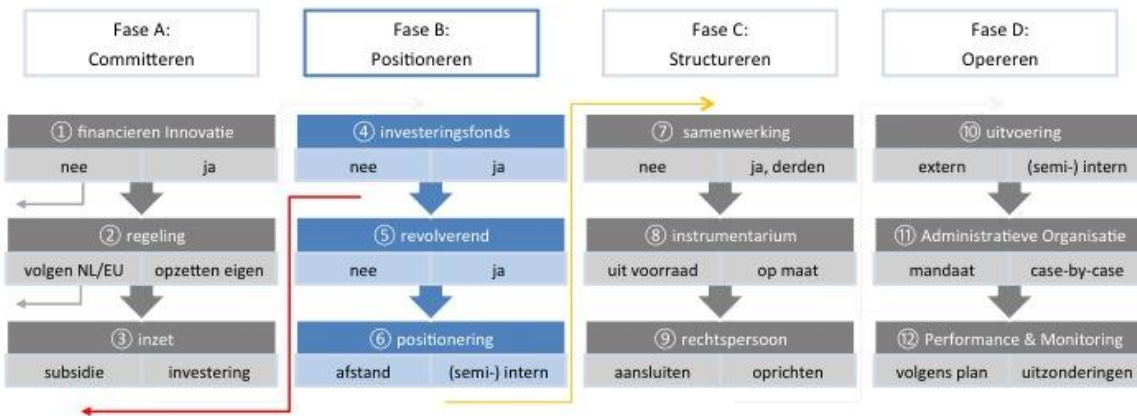 Fase A:
Committeren
Fase B:
Positioneren
Fase C:
Structureren
Fase D:
Opereren
① financieren Innovatie
nee ja
② regeling
volgen NL/EU opzetten eigen
③ inzet
subsidie investering
④ investeringsfonds
nee ja
⑤ revolverend
nee ja
⑥ positionering
afstand (semi-) intern
⑦ samenwerking
nee ja, derden
⑧ instrumentarium
uit voorraad op maat
⑨ rechtspersoon
aansluiten oprichten
⑩ uitvoering
extern (semi-) intern
⑪ Administratieve Organisatie
mandaat case-by-case
⑫ Performance & Monitoring
volgens plan uitzonderingen